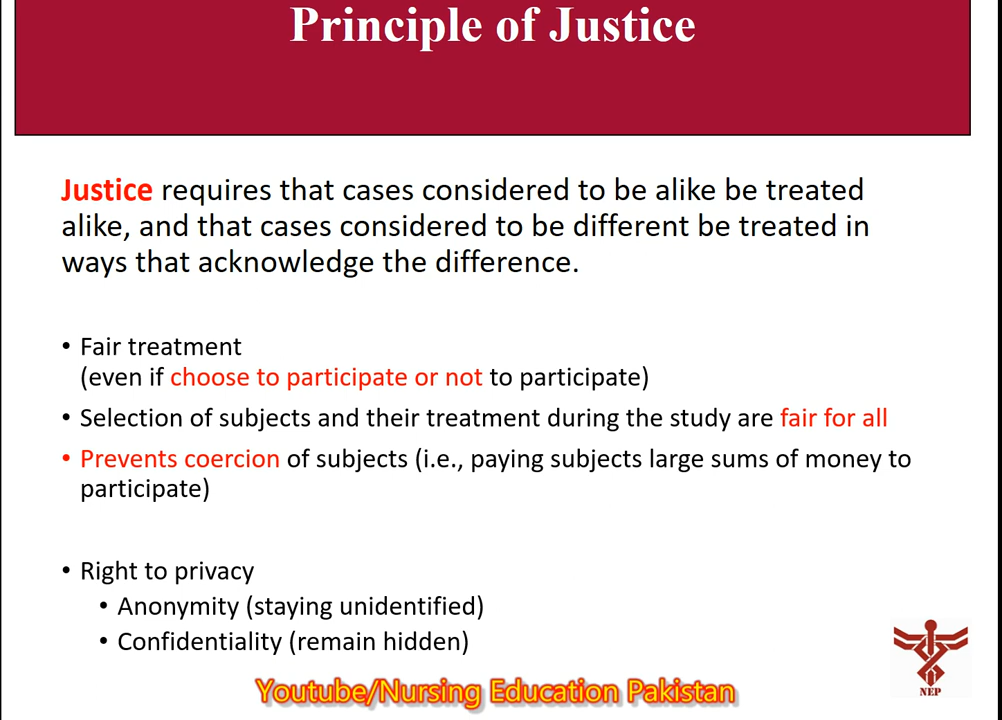 Principle of Justice
Justice requires that cases considered to be alike be treated
alike, and that cases considered to be different be treated in
ways that acknowledge the difference.
• Fair treatment
(even if choose to participate or not to participate)
• Selection of subjects and their treatment during the study are fair for all
• Prevents coercion of subjects (i.e., paying subjects large sums of money to
participate)
• Right to privacy
• Anonymity (staying unidentified)
• Confidentiality (remain hidden)
NEP
Youtube/Nursing Education Pakistan